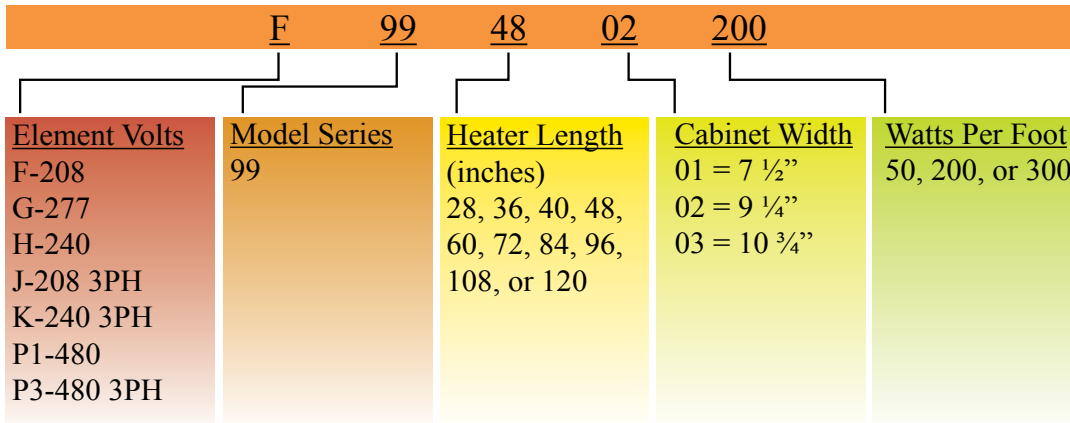 F 99 48 02 200
Element Volts
F-208
G-277
H-240
J-208 3PH
K-240 3PH
P1-480
P3-480 3PH
Model Series
99
Heater Length
(inches)
28, 36, 40, 48,
60, 72, 84, 96,
108, or 120
Cabinet Width
01 = 7 ½”
02 = 9 ¼”
03 = 10 ¾”
Watts Per Foot
50, 200, or 300